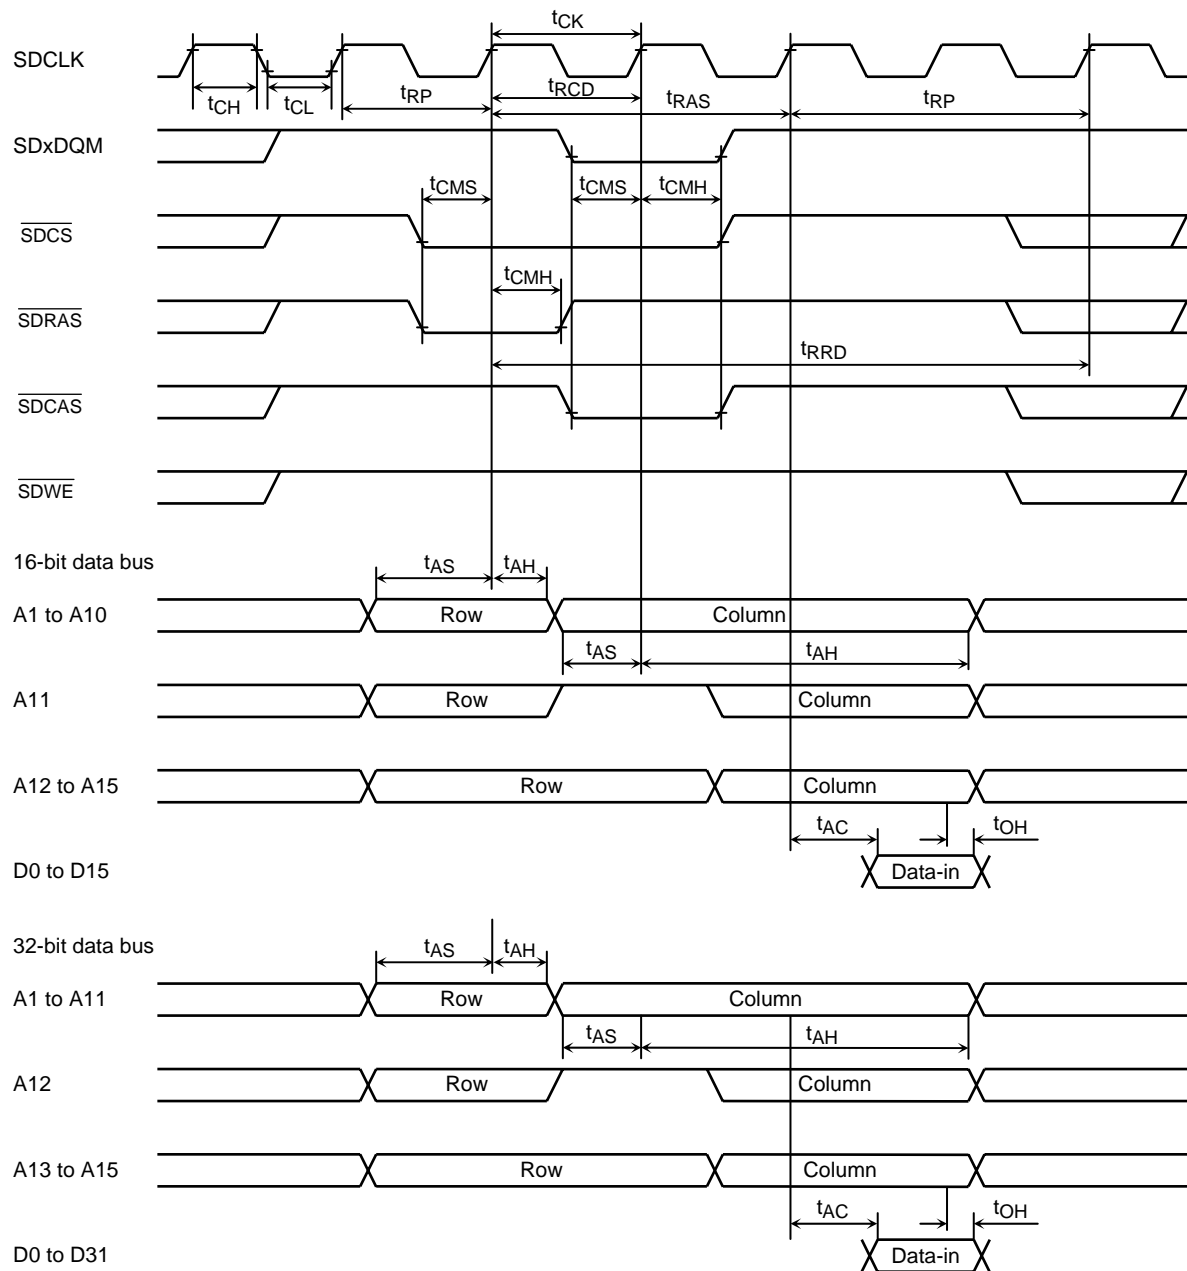 tCK
SDCLK
tCH tCL tRP tRCD tRAS tRP
SDxDQM
tCMS tCMS tCMH
SDCS
tCMH
SDRAS
tRRD
SDCAS
SDWE
16-bit data bus
tAS tAH
A1 to A10 Row Column
tAS tAH
A11 Row Column
A12 to A15 Row Column
tAC tOH
D0 to D15 Data-in
32-bit data bus
tAS tAH
A1 to A11 Row Column
tAS tAH
A12 Row Column
A13 to A15 Row Column
tAC tOH
D0 to D31 Data-in